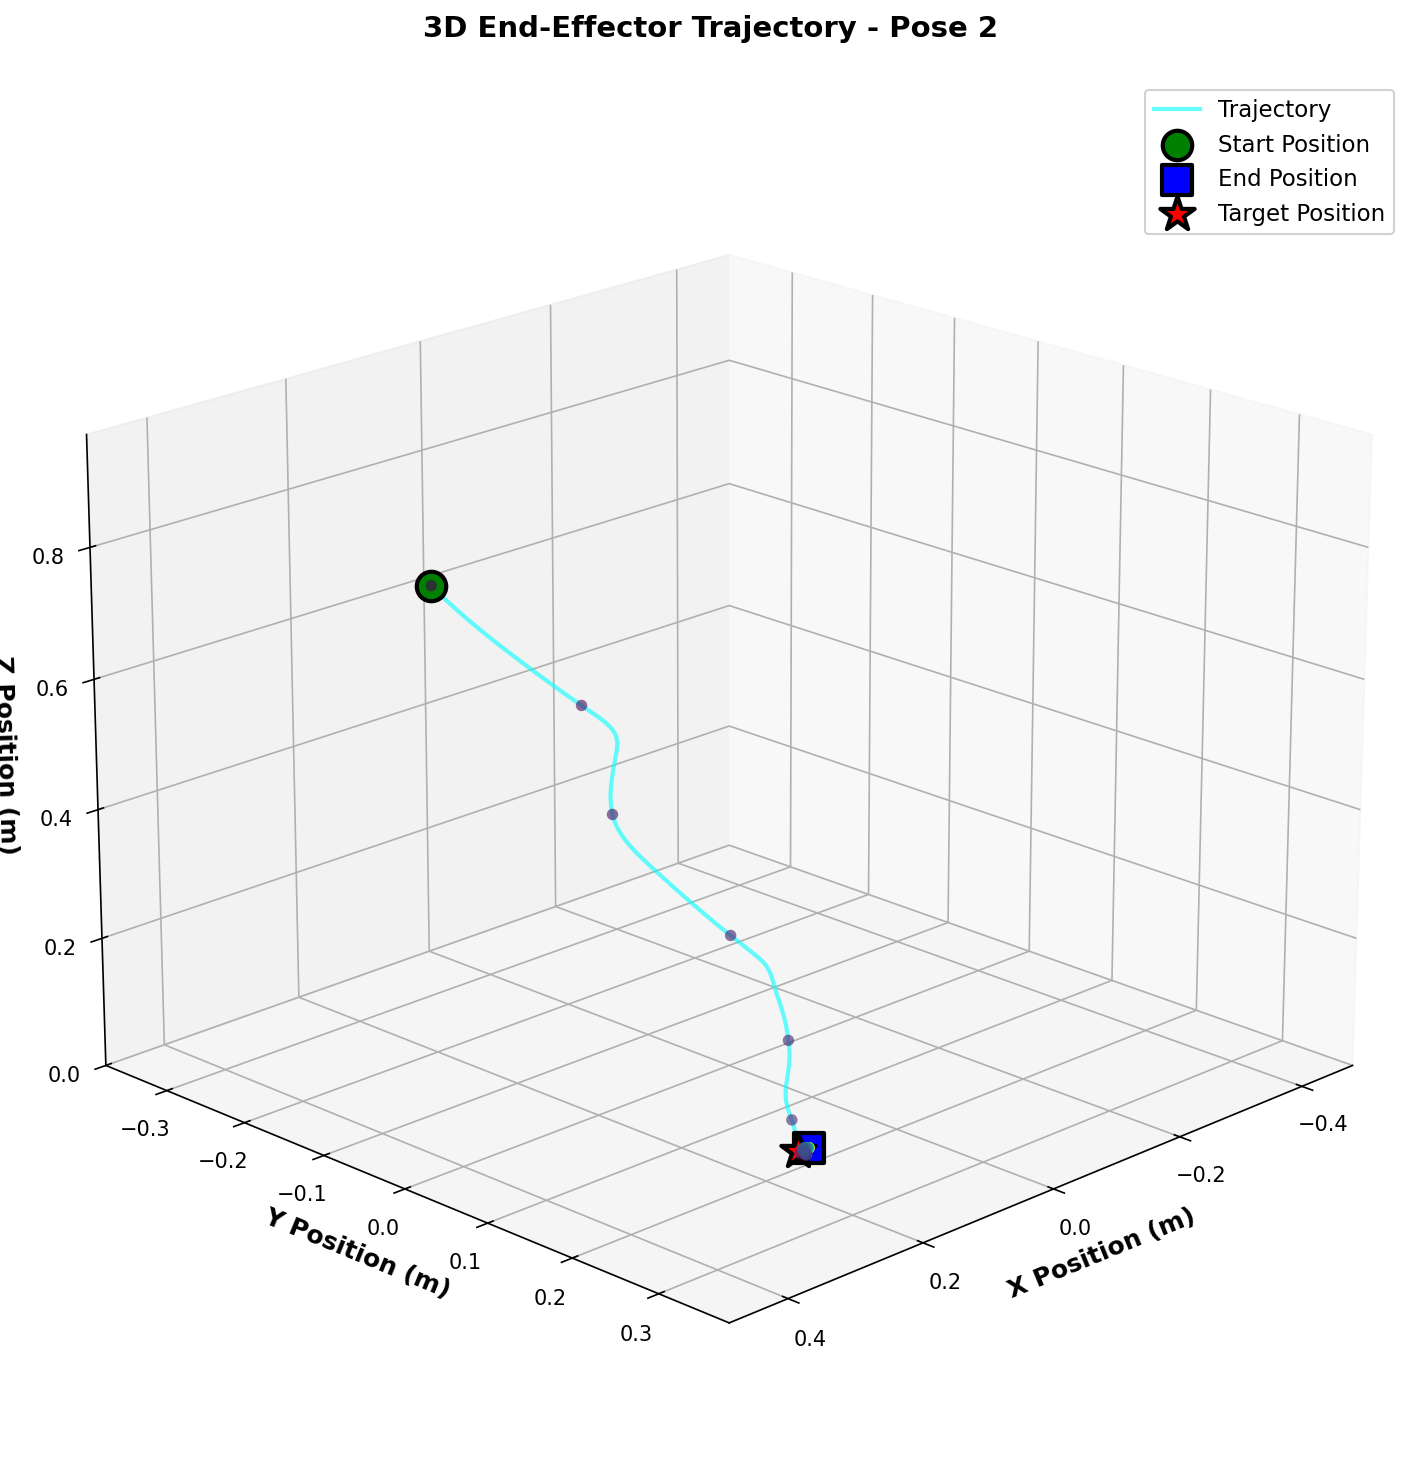 3D End-Effector Trajectory - Pose 2
Trajectory
Start Position
End Position
Target Position
0.8
0.6
0.4
0.2
0.0
Z Position (m)
−0.3
−0.2
−0.1
0.0
0.1
0.2
0.3
Y Position (m)
−0.4
−0.2
0.0
0.2
0.4
X Position (m)